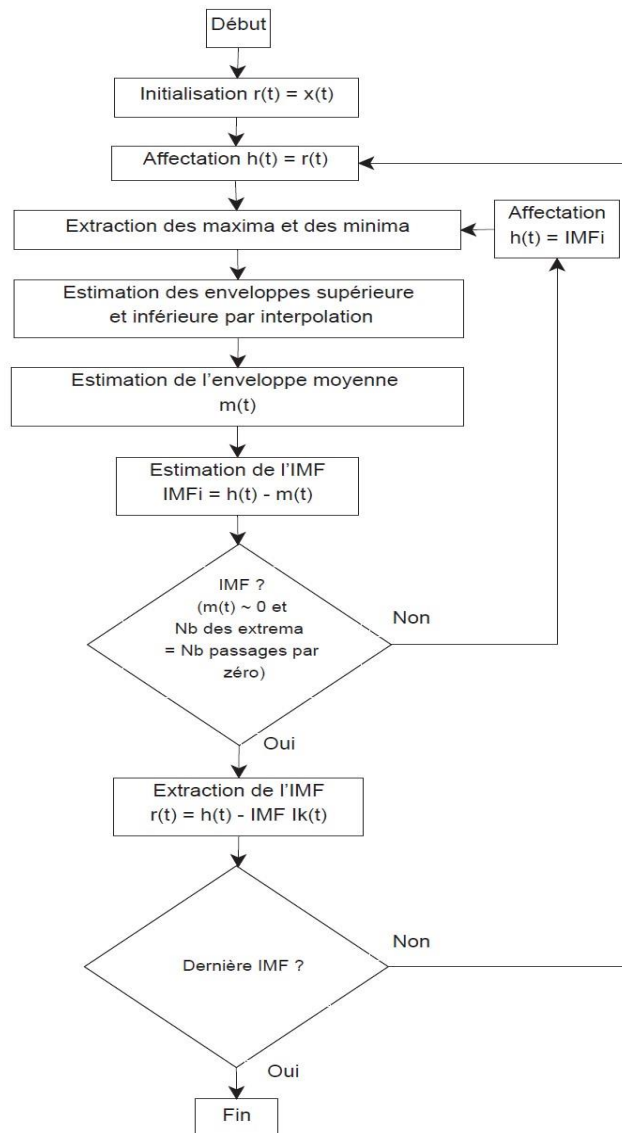 Début
Initialisation r(t) = x(t)
Affectation h(t) = r(t)
Extraction des maxima et des minima
Affectation
h(t) = IMFi
Estimation des enveloppes supérieure
et inférieure par interpolation
Estimation de l'enveloppe moyenne
m(t)
Estimation de l'IMF
IMFi = h(t) - m(t)
IMF ?
(m(t) ~ 0 et
Nb des extrema
= Nb passages par
zéro)
Non
Oui
Extraction de l'IMF
r(t) = h(t) - IMF Ik(t)
Dernière IMF ?
Non
Oui
Fin